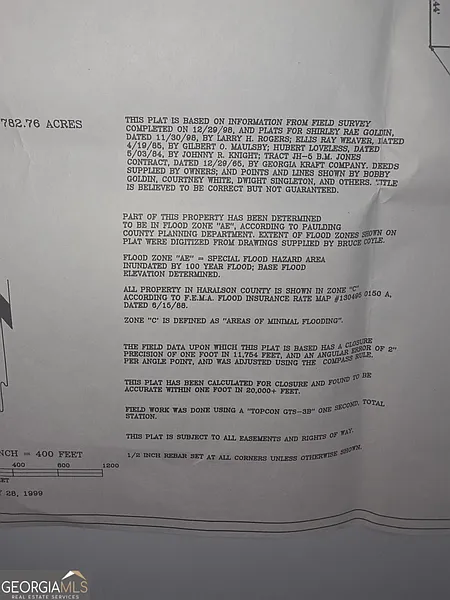 44'
782.76 ACRES
THIS PLAT IS BASED ON INFORMATION FROM FIELD SURVEY
COMPLETED ON 12/29/98, AND PLATS FOR SHIRLEY RAE GOLDIN,
DATED 11/30/98, BY LARRY H. ROGERS; ELLIS RAY WEAVER, DATED
4/19/65, BY GILBERT O. MAULSBY; HUBERT LOVELESS, DATED
5/03/84, BY JOHNNY R. KNIGHT; TRACT JH-5 B.M. JONES
CONTRACT, DATED 12/29/65, BY GEORGIA KRAFT COMPANY. DEEDS
SUPPLIED BY OWNERS; AND POINTS AND LINES SHOWN BY BOBBY
GOLDIN, COURTNEY WHITE, DWIGHT SINGLETON, AND OTHERS. TITLE
IS BELIEVED TO BE CORRECT BUT NOT GUARANTEED.
PART OF THIS PROPERTY HAS BEEN DETERMINED
TO BE IN FLOOD ZONE "AE", ACCORDING TO PAULDING
COUNTY PLANNING DEPARTMENT. EXTENT OF FLOOD ZONES SHOWN ON
PLAT WERE DIGITIZED FROM DRAWINGS SUPPLIED BY BRUCE COYLE.
FLOOD ZONE "AE" = SPECIAL FLOOD HAZARD AREA
INUNDATED BY 100 YEAR FLOOD; BASE FLOOD
ELEVATION DETERMINED.
ALL PROPERTY IN HARALSON COUNTY IS SHOWN IN ZONE "C"
ACCORDING TO F.E.M.A. FLOOD INSURANCE RATE MAP #130495 0150 A,
DATED 6/15/88.
ZONE "C" IS DEFINED AS "AREAS OF MINIMAL FLOODING".
THE FIELD DATA UPON WHICH THIS PLAT IS BASED HAS A CLOSURE
PRECISION OF ONE FOOT IN 11,754 FEET, AND AN ANGULAR ERROR OF 2"
PER ANGLE POINT, AND WAS ADJUSTED USING THE COMPASS RULE.
THIS PLAT HAS BEEN CALCULATED FOR CLOSURE AND FOUND TO BE
ACCURATE WITHIN ONE FOOT IN 20,000+ FEET.
FIELD WORK WAS DONE USING A "TOPCON GTS-3B" ONE SECOND, TOTAL
STATION.
THIS PLAT IS SUBJECT TO ALL EASEMENTS AND RIGHTS OF WAY.
1/2 INCH REBAR SET AT ALL CORNERS UNLESS OTHERWISE SHOWN.
NCH = 400 FEET
400 800 1200
ET
Y 28, 1999
GEORGIAMLS
REAL ESTATE SERVICES